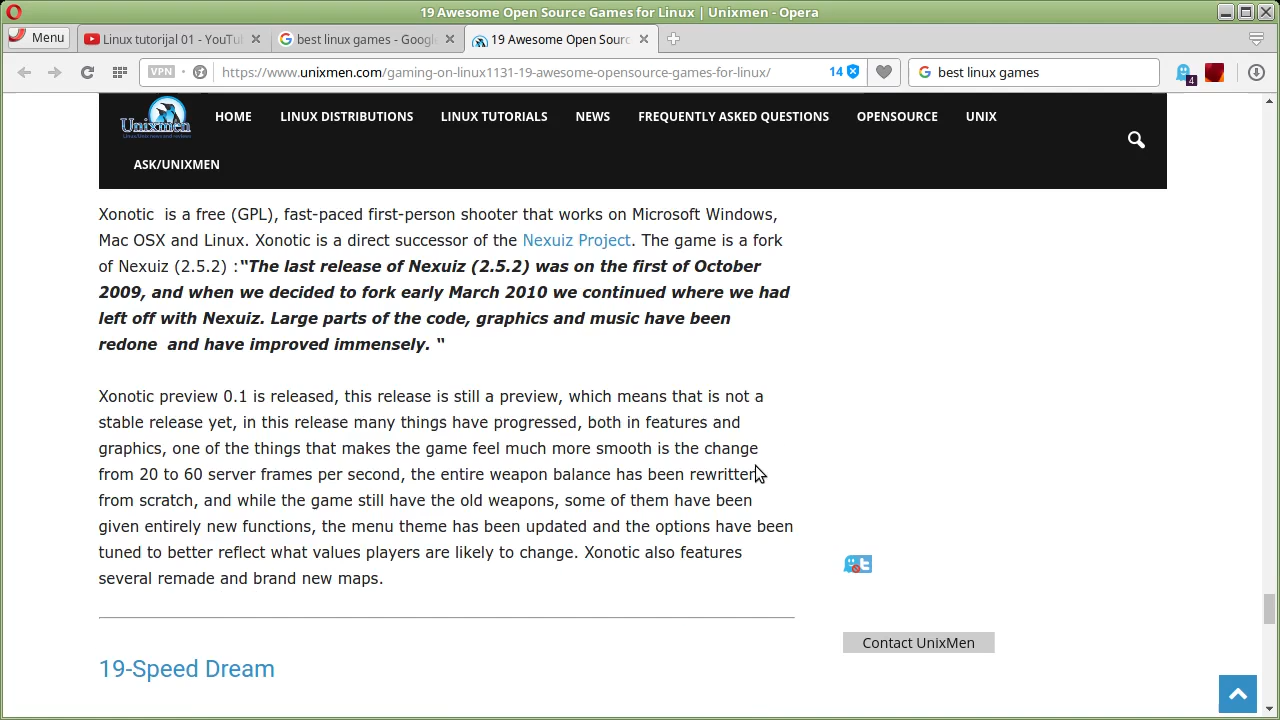 19 Awesome Open Source Games for Linux | Unixmen - Opera
Menu
Linux tutorijal 01 - YouTu
best linux games - Google
19 Awesome Open Sourc
VPN
https://www.unixmen.com/gaming-on-linux1131-19-awesome-opensource-games-for-linux/
14
best linux games
4
Unixmen
HOME
LINUX DISTRIBUTIONS
LINUX TUTORIALS
NEWS
FREQUENTLY ASKED QUESTIONS
OPENSOURCE
UNIX
ASK/UNIXMEN
Xonotic  is a free (GPL), fast-paced first-person shooter that works on Microsoft Windows,
Mac OSX and Linux. Xonotic is a direct successor of the Nexuiz Project. The game is a fork
of Nexuiz (2.5.2) :“The last release of Nexuiz (2.5.2) was on the first of October
2009, and when we decided to fork early March 2010 we continued where we had
left off with Nexuiz. Large parts of the code, graphics and music have been
redone  and have improved immensely. “
Xonotic preview 0.1 is released, this release is still a preview, which means that is not a
stable release yet, in this release many things have progressed, both in features and
graphics, one of the things that makes the game feel much more smooth is the change
from 20 to 60 server frames per second, the entire weapon balance has been rewritten
from scratch, and while the game still have the old weapons, some of them have been
given entirely new functions, the menu theme has been updated and the options have been
tuned to better reflect what values players are likely to change. Xonotic also features
several remade and brand new maps.
Contact UnixMen
19-Speed Dream